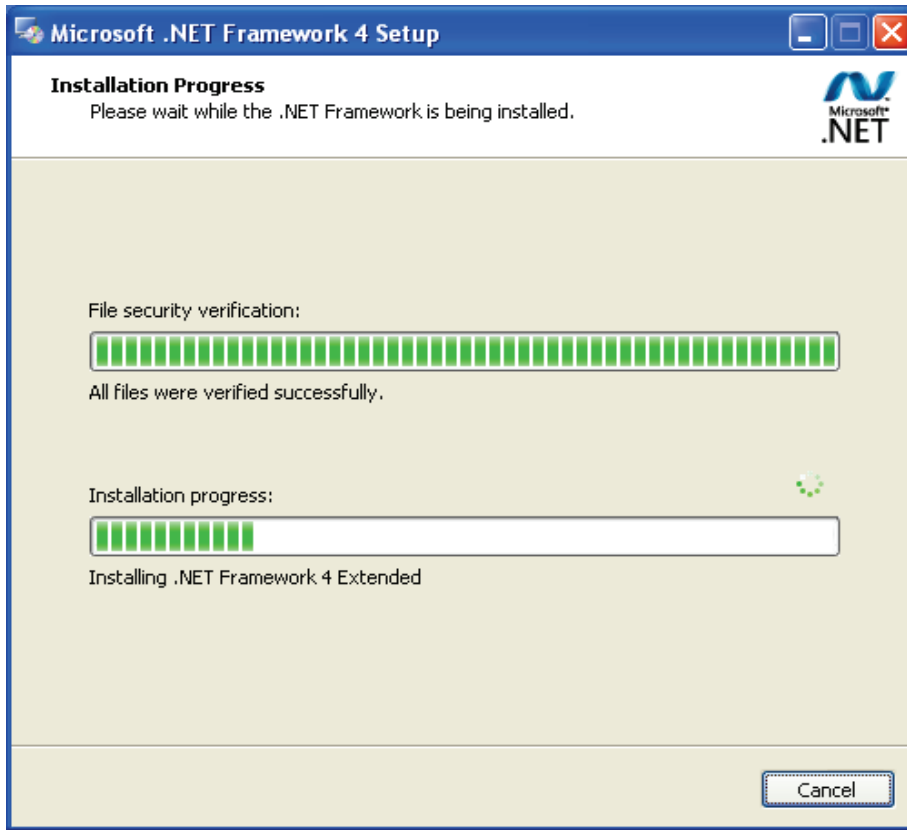 Microsoft .NET Framework 4 Setup
Installation Progress
Please wait while the .NET Framework is being installed.
Microsoft®
.NET
File security verification:
All files were verified successfully.
Installation progress:
Installing .NET Framework 4 Extended
Cancel